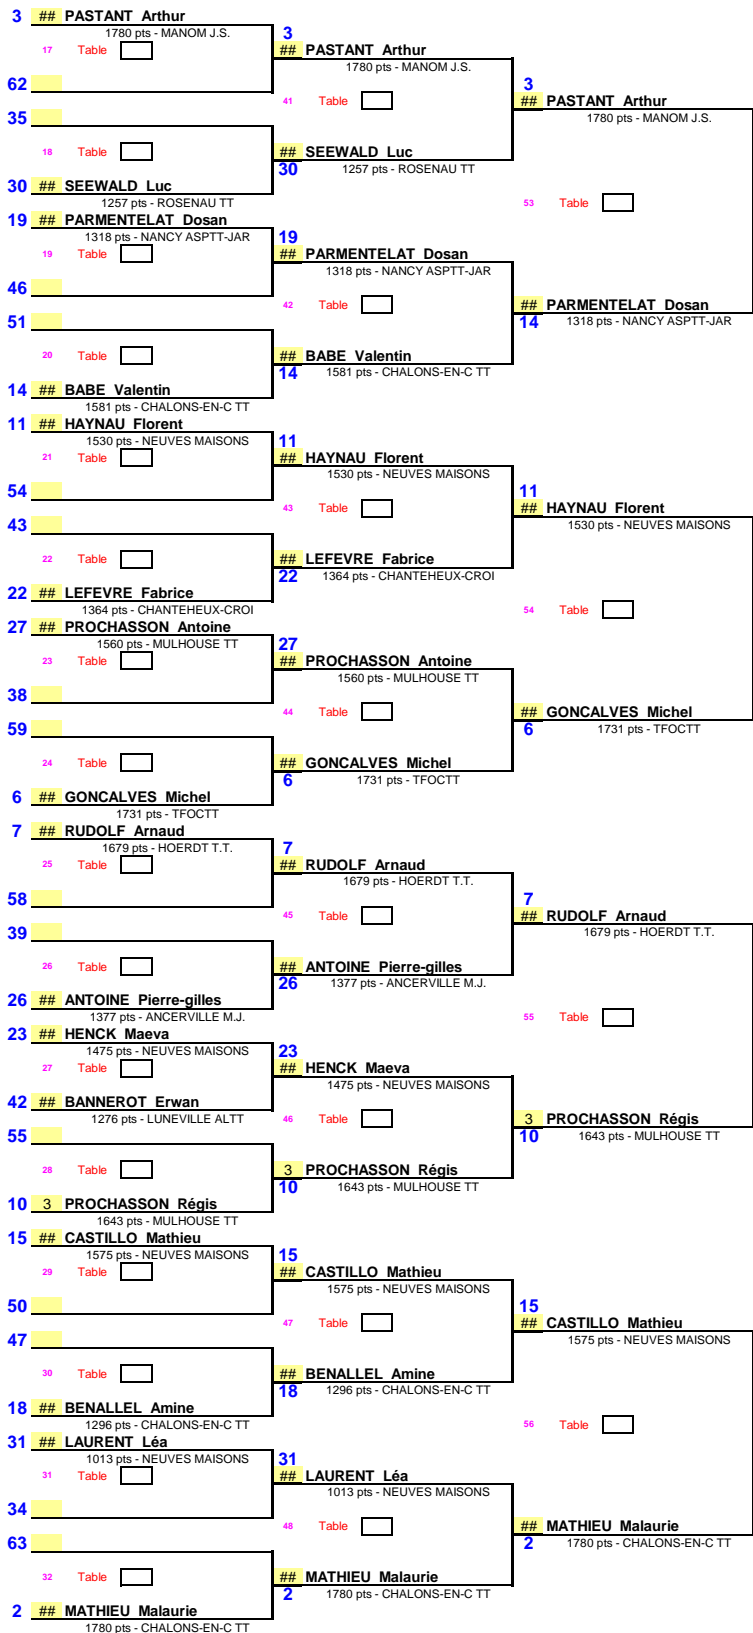 3 ## PASTANT Arthur
1780 pts - MANOM J.S.
17 Table
62
3
## PASTANT Arthur
1780 pts - MANOM J.S.
41 Table
35
18 Table
30 ## SEEWALD Luc
1257 pts - ROSENAU TT
## SEEWALD Luc
30 1257 pts - ROSENAU TT
3
## PASTANT Arthur
1780 pts - MANOM J.S.
53 Table
19 ## PARMENTELAT Dosan
1318 pts - NANCY ASPTT-JAR
19 Table
46
19
## PARMENTELAT Dosan
1318 pts - NANCY ASPTT-JAR
42 Table
51
20 Table
14 ## BABE Valentin
1581 pts - CHALONS-EN-C TT
## BABE Valentin
14 1581 pts - CHALONS-EN-C TT
## PARMENTELAT Dosan
14 1318 pts - NANCY ASPTT-JAR
11 ## HAYNAU Florent
1530 pts - NEUVES MAISONS
21 Table
54
11
## HAYNAU Florent
1530 pts - NEUVES MAISONS
43 Table
43
22 Table
22 ## LEFEVRE Fabrice
1364 pts - CHANTEHEUX-CROI
## LEFEVRE Fabrice
22 1364 pts - CHANTEHEUX-CROI
11
## HAYNAU Florent
1530 pts - NEUVES MAISONS
54 Table
27 ## PROCHASSON Antoine
1560 pts - MULHOUSE TT
23 Table
38
27
## PROCHASSON Antoine
1560 pts - MULHOUSE TT
44 Table
59
24 Table
6 ## GONCALVES Michel
1731 pts - TFOCTT
## GONCALVES Michel
6 1731 pts - TFOCTT
## GONCALVES Michel
6 1731 pts - TFOCTT
7 ## RUDOLF Arnaud
1679 pts - HOERDT T.T.
25 Table
58
7
## RUDOLF Arnaud
1679 pts - HOERDT T.T.
45 Table
39
26 Table
26 ## ANTOINE Pierre-gilles
1377 pts - ANCERVILLE M.J.
## ANTOINE Pierre-gilles
26 1377 pts - ANCERVILLE M.J.
7
## RUDOLF Arnaud
1679 pts - HOERDT T.T.
55 Table
23 ## HENCK Maeva
1475 pts - NEUVES MAISONS
27 Table
42 ## BANNEROT Erwan
1276 pts - LUNEVILLE ALTT
23
## HENCK Maeva
1475 pts - NEUVES MAISONS
46 Table
55
28 Table
10 3 PROCHASSON Régis
1643 pts - MULHOUSE TT
3 PROCHASSON Régis
10 1643 pts - MULHOUSE TT
3 PROCHASSON Régis
10 1643 pts - MULHOUSE TT
15 ## CASTILLO Mathieu
1575 pts - NEUVES MAISONS
29 Table
50
15
## CASTILLO Mathieu
1575 pts - NEUVES MAISONS
47 Table
47
30 Table
18 ## BENALLEL Amine
1296 pts - CHALONS-EN-C TT
## BENALLEL Amine
18 1296 pts - CHALONS-EN-C TT
15
## CASTILLO Mathieu
1575 pts - NEUVES MAISONS
56 Table
31 ## LAURENT Léa
1013 pts - NEUVES MAISONS
31 Table
34
31
## LAURENT Léa
1013 pts - NEUVES MAISONS
48 Table
63
32 Table
2 ## MATHIEU Malaurie
1780 pts - CHALONS-EN-C TT
## MATHIEU Malaurie
2 1780 pts - CHALONS-EN-C TT
## MATHIEU Malaurie
2 1780 pts - CHALONS-EN-C TT